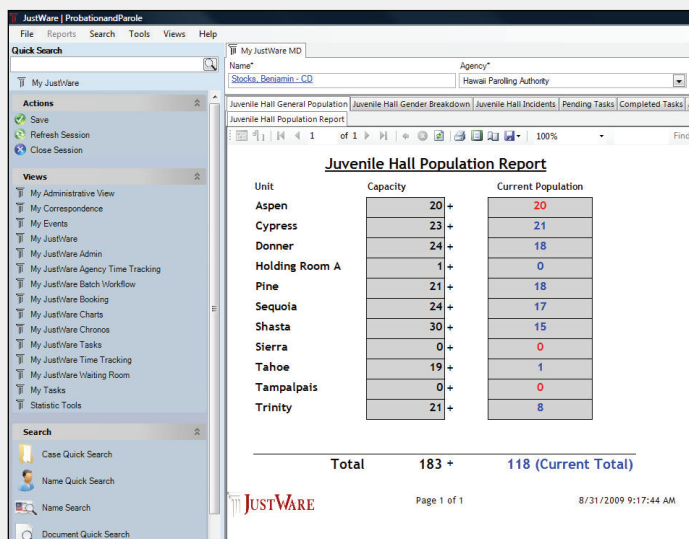 JustWare | ProbationandParole
File Reports Search Tools Views Help
Quick Search
My JustWare
Actions
Save
Refresh Session
Close Session
Views
My Administrative View
My Correspondence
My Events
My JustWare
My JustWare Admin
My JustWare Agency Time Tracking
My JustWare Batch Workflow
My JustWare Booking
My JustWare Charts
My JustWare Chronos
My JustWare Tasks
My JustWare Time Tracking
My JustWare Waiting Room
My Tasks
Statistic Tools
Search
Case Quick Search
Name Quick Search
Name Search
Document Quick Search
My JustWare MD
Name* Agency*
Stocks, Benjamin - CD Hawaii Parolling Authority
Juvenile Hall General Population Juvenile Hall Gender Breakdown Juvenile Hall Incidents Pending Tasks Completed Tasks
Juvenile Hall Population Report
1 of 1 100% Find
Juvenile Hall Population Report
Unit Capacity Current Population
Aspen 20 + 20
Cypress 23 + 21
Donner 24 + 18
Holding Room A 1 + 0
Pine 21 + 18
Sequoia 24 + 17
Shasta 30 + 15
Sierra 0 + 0
Tahoe 19 + 1
Tampalpais 0 + 0
Trinity 21 + 8
Total 183 + 118 (Current Total)
JUSTWARE Page 1 of 1 8/31/2009 9:17:44 AM